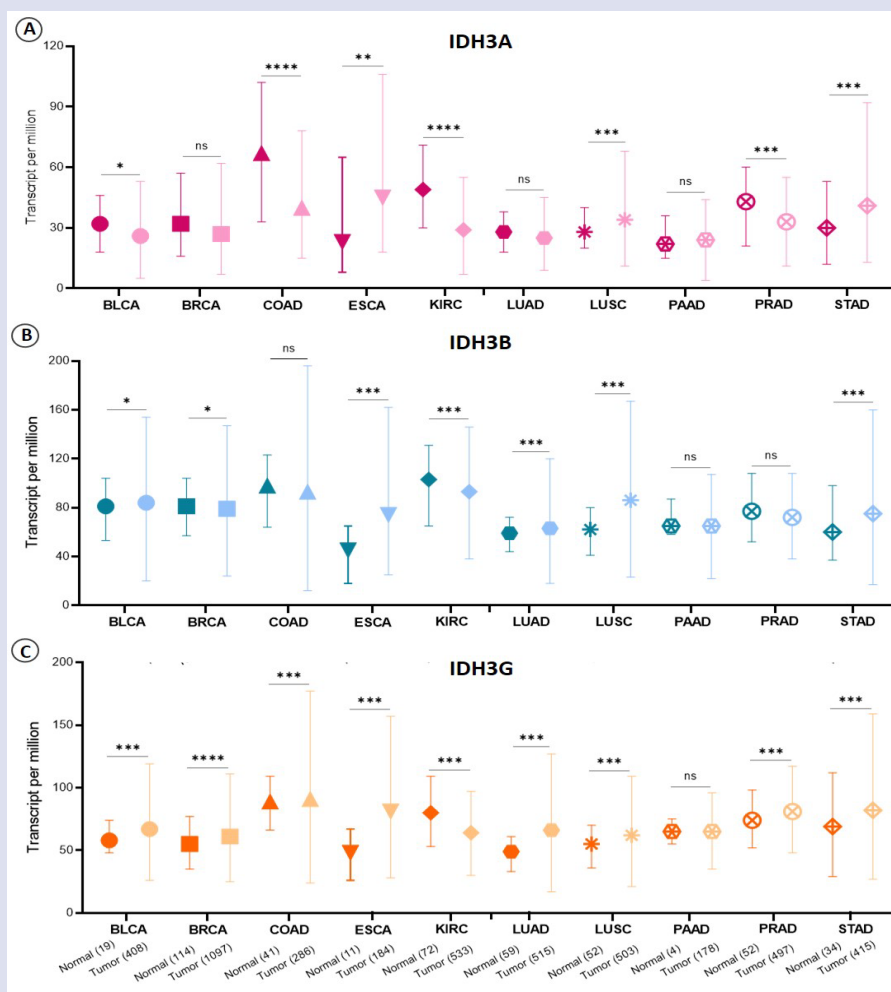 A
IDH3A
Transcript per million
120
90
60
30
0
* ns **** ** **** ns *** ns *** ***
BLCA BRCA COAD ESCA KIRC LUAD LUSC PAAD PRAD STAD
B
IDH3B
Transcript per million
200
160
120
80
40
0
* * ns *** *** *** *** ns ns ***
BLCA BRCA COAD ESCA KIRC LUAD LUSC PAAD PRAD STAD
C
IDH3G
Transcript per million
200
150
100
50
0
*** **** *** *** *** *** *** ns *** ***
BLCA BRCA COAD ESCA KIRC LUAD LUSC PAAD PRAD STAD
Normal (19) Tumor (408) Normal (114) Tumor (1097) Normal (41) Tumor (286) Normal (11) Tumor (184) Normal (72) Tumor (533) Normal (59) Tumor (515) Normal (52) Tumor (503) Normal (4) Tumor (178) Normal (52) Tumor (497) Normal (34) Tumor (415)